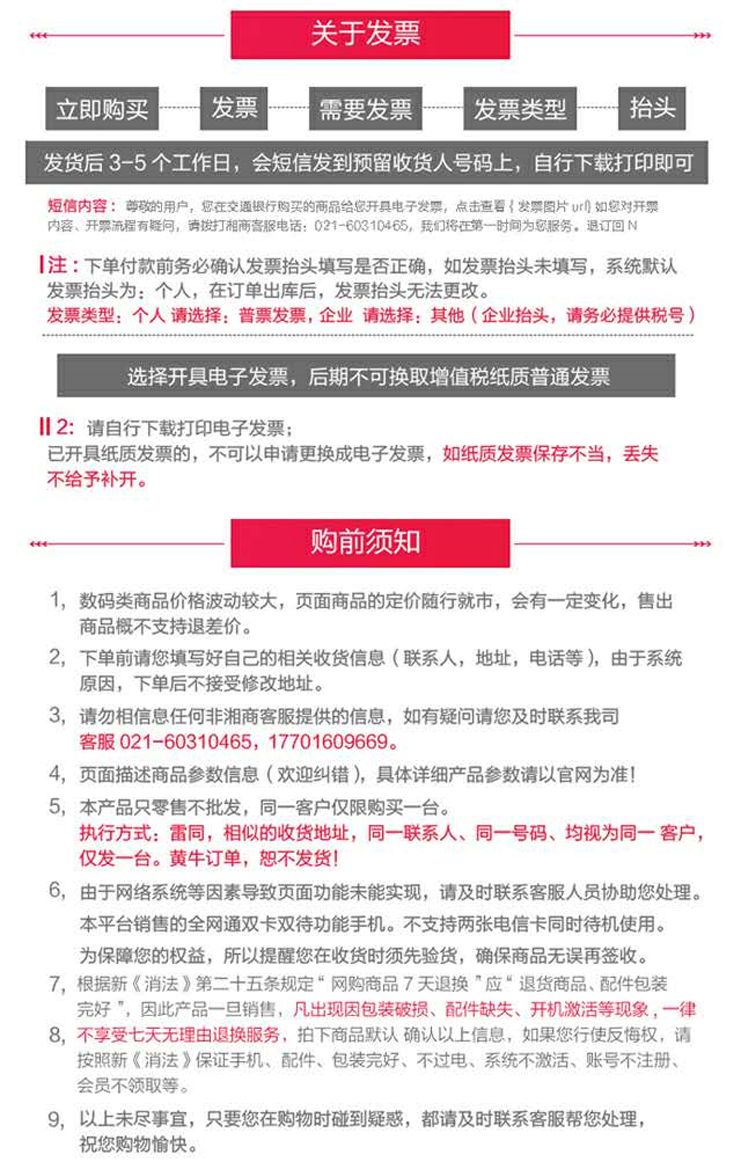 关于发票
立即购买 发票 需要发票 发票类型 抬头
发货后 3-5 个工作日，会短信发到预留收货人号码上，自行下载打印即可
短信内容：尊敬的用户，您在交通银行购买的商品给您开具电子发票，点击查看{发票图片 url}如您对开票
内容、开票流程有疑问，请拨打湘商客服电话：021-60310465，我们将在第一时间为您服务。退订回 N
注：下单付款前务必确认发票抬头填写是否正确，如发票抬头未填写，系统默认
发票抬头为：个人，在订单出库后，发票抬头无法更改。
发票类型：个人 请选择：普票发票，企业 请选择：其他（企业抬头，请务必提供税号）
选择开具电子发票，后期不可换取增值税纸质普通发票
2：请自行下载打印电子发票；
已开具纸质发票的，不可以申请更换成电子发票，如纸质发票保存不当，丢失
不给予补开。
购前须知
1，数码类商品价格波动较大，页面商品的定价随行就市，会有一定变化，售出
商品概不支持退差价。
2，下单前请您填写好自己的相关收货信息（联系人，地址，电话等），由于系统
原因，下单后不接受修改地址。
3，请勿相信息任何非湘商客服提供的信息，如有疑问请您及时联系我司
客服 021-60310465，17701609669。
4，页面描述商品参数信息（欢迎纠错），具体详细产品参数请以官网为准！
5，本产品只零售不批发，同一客户仅限购买一台。
执行方式：雷同，相似的收货地址，同一联系人、同一号码、均视为同一 客户，
仅发一台。黄牛订单，恕不发货！
6，由于网络系统等因素导致页面功能未能实现，请及时联系客服人员协助您处理。
本平台销售的全网通双卡双待功能手机。不支持两张电信卡同时待机使用。
为保障您的权益，所以提醒您在收货时须先验货，确保商品无误再签收。
7，根据新《消法》第二十五条规定“网购商品 7 天退换”应“退货商品、配件包装
完好”，因此产品一旦销售，凡出现因包装破损、配件缺失、开机激活等现象，一律
8，不享受七天无理由退换服务，拍下商品默认 确认以上信息，如果您行使反悔权，请
按照新《消法》保证手机、配件、包装完好、不过电、系统不激活、账号不注册、
会员不领取等。
9，以上未尽事宜，只要您在购物时碰到疑惑，都请及时联系客服帮您处理，
祝您购物愉快。